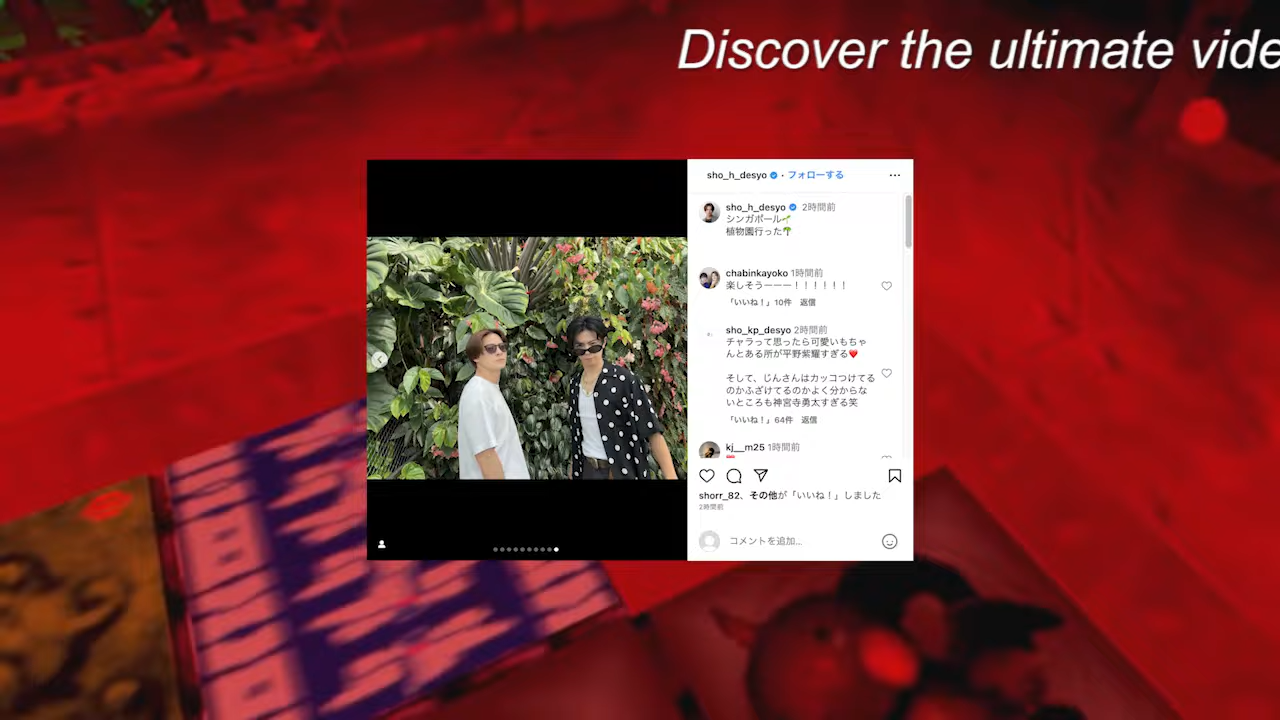 Discover the ultimate vide
sho_h_desyo • フォローする
sho_h_desyo 2時間前
シンガポール🌱
植物園行った🌴
chabinkayoko 1時間前
楽しそうーーー！！！！！！
「いいね！」10件 返信
sho_kp_desyo 2時間前
チャラって思ったら可愛いもちゃ
んとある所が平野紫耀すぎる❤️
そして、じんさんはカッコつけてる
のかふざけてるのかよく分からな
いところも神宮寺勇太すぎる笑
「いいね！」64件 返信
kj__m25 1時間前
shorr_82、その他が「いいね！」しました
2時間前
コメントを追加...